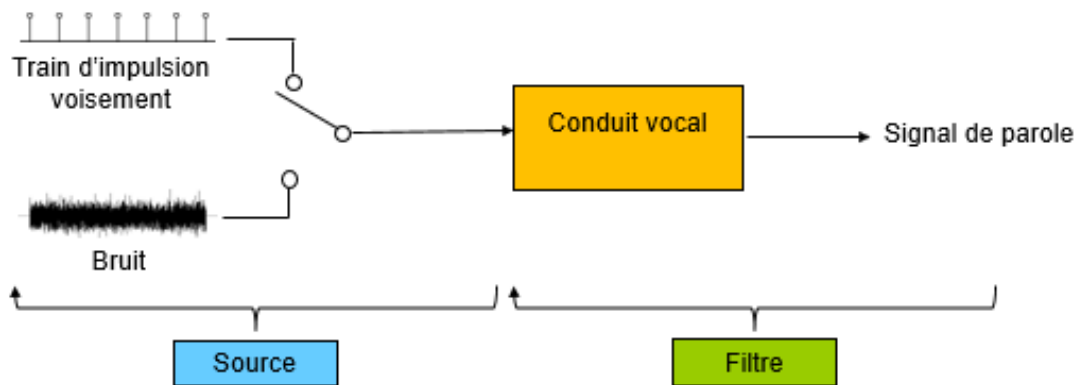 Train d'impulsion
voisement
Conduit vocal
Signal de parole
Bruit
Source
Filtre